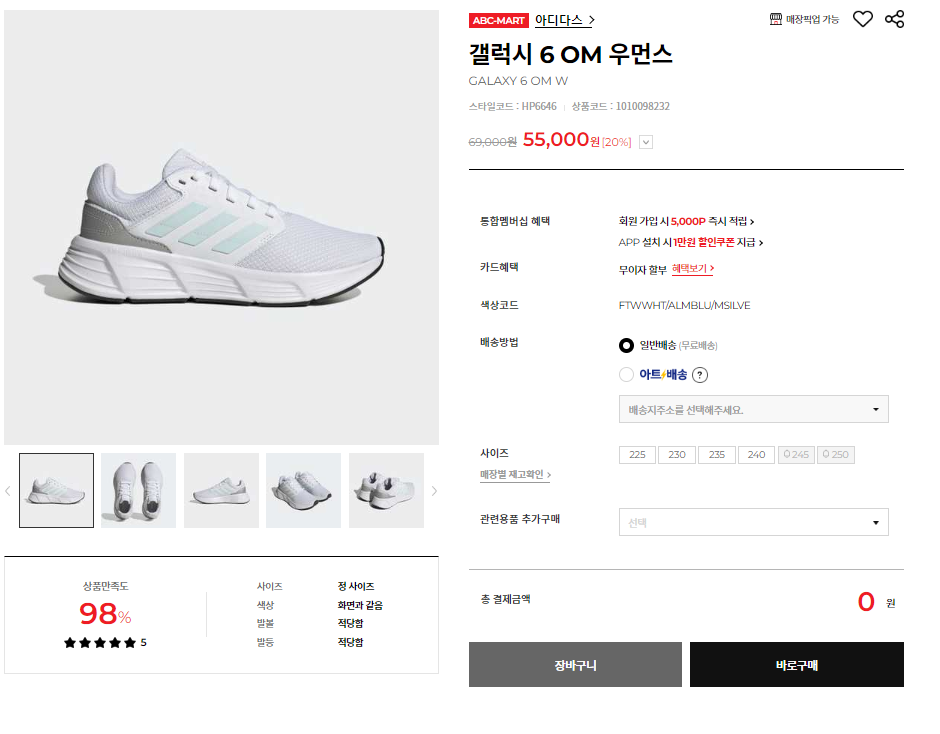 ABC-MART 아디다스 >
매장픽업 가능
갤럭시 6 OM 우먼스
GALAXY 6 OM W
스타일코드 : HP6646 | 상품코드 : 1010098232
69,000원 55,000원 [20%]
통합멤버십 혜택
회원 가입 시 5,000P 즉시 적립 >
APP 설치 시 1만원 할인쿠폰 지급 >
카드혜택
무이자 할부 혜택보기 >
색상코드
FTWWHT/ALMBLU/MSILVE
배송방법
일반배송 (무료배송)
아트배송 ?
배송지주소를 선택해주세요.
사이즈
225 230 235 240 245 250
매장별 재고확인 >
관련용품 추가구매
선택
상품만족도
98%
5
사이즈 정 사이즈
색상 화면과 같음
발볼 적당함
발등 적당함
총 결제금액
0 원
장바구니
바로구매